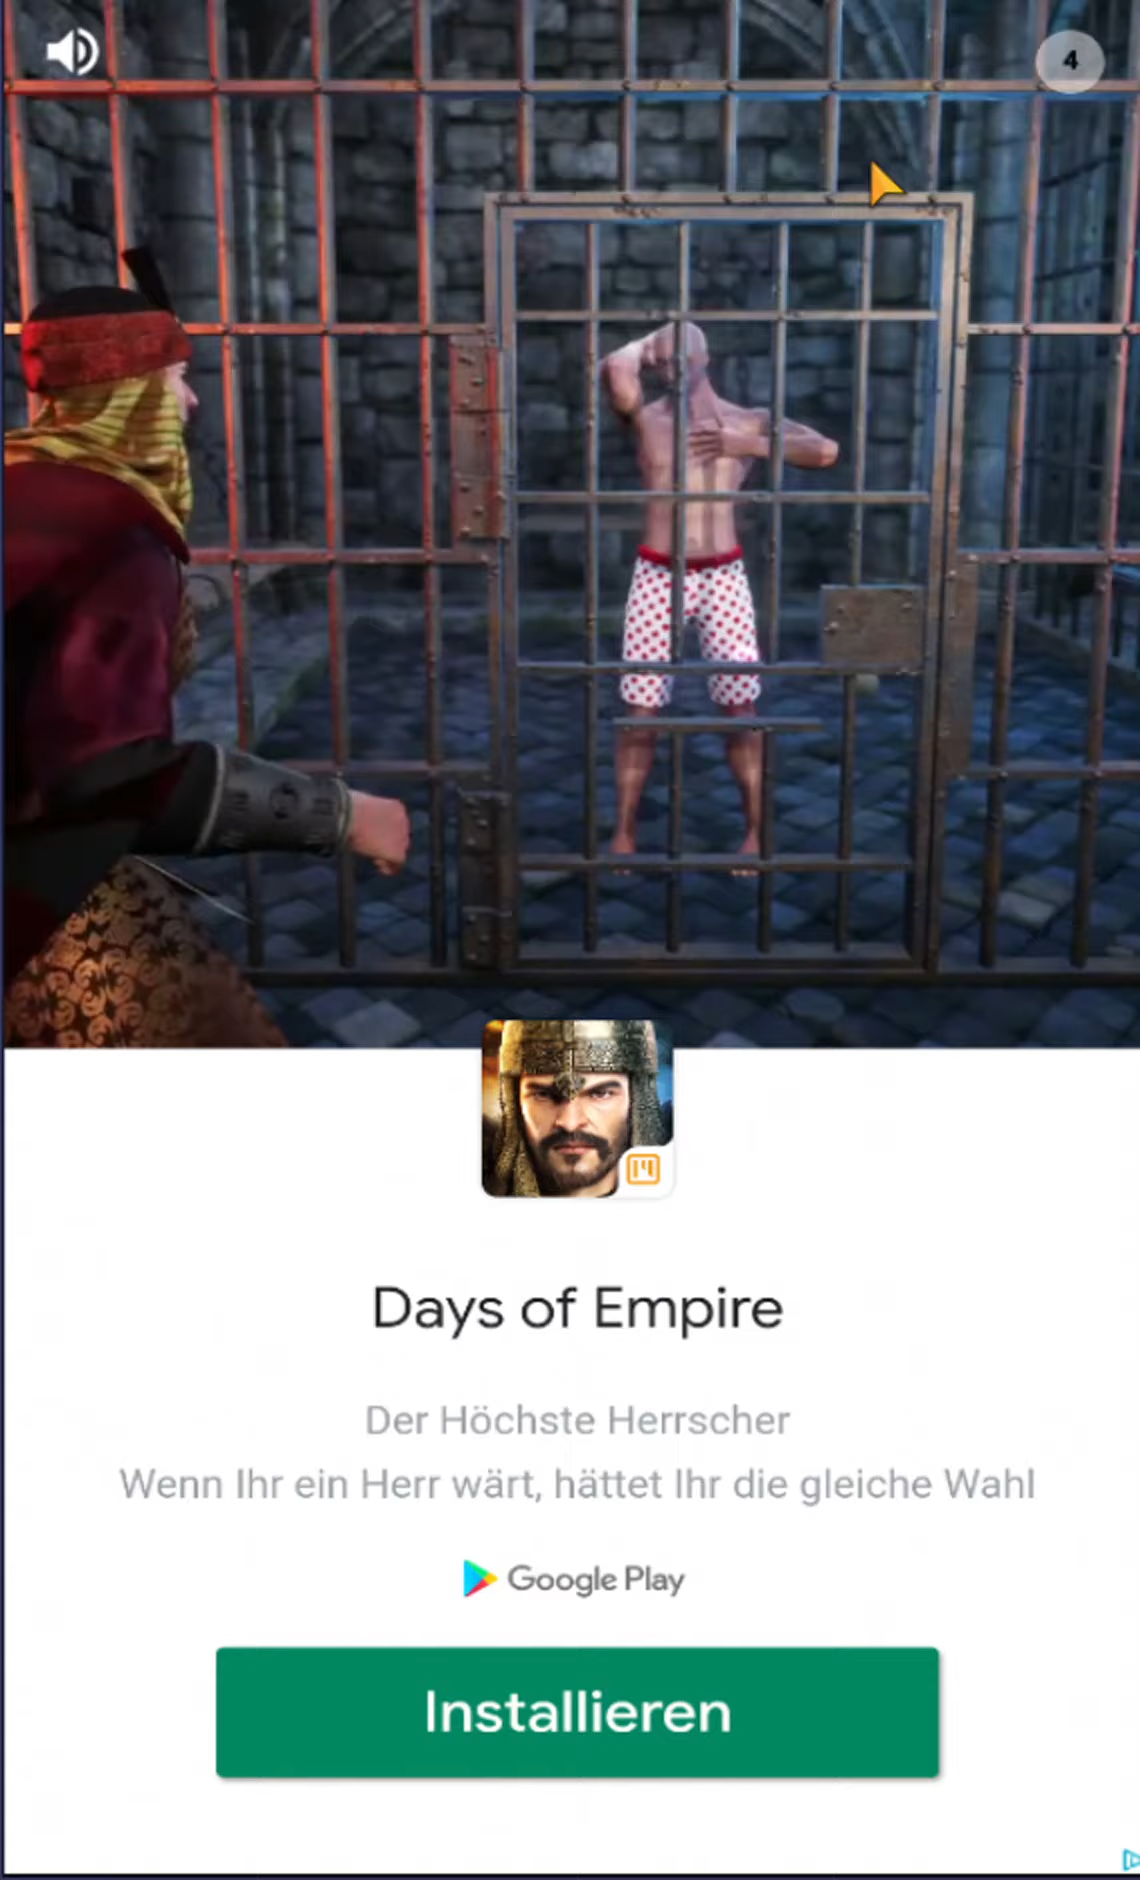 4
Days of Empire
Der Höchste Herrscher
Wenn Ihr ein Herr wärt, hättet Ihr die gleiche Wahl
Google Play
Installieren